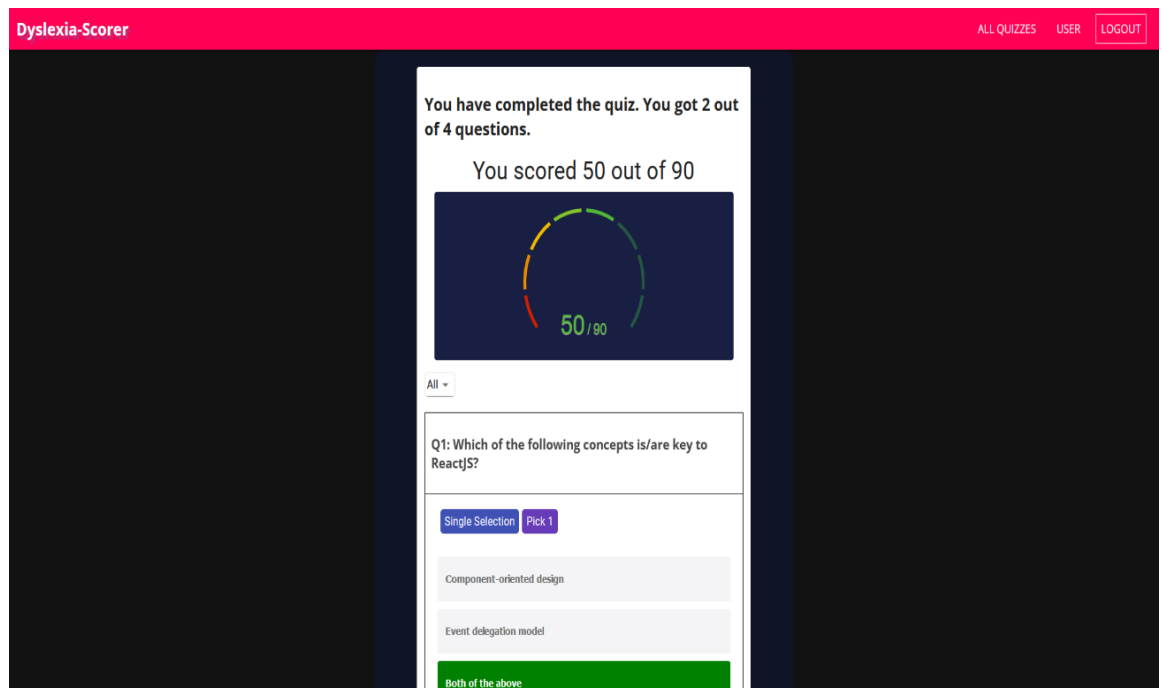 Dyslexia-Scorer
ALL QUIZZES USER LOGOUT
You have completed the quiz. You got 2 out
of 4 questions.
You scored 50 out of 90
50 / 90
All
Q1: Which of the following concepts is/are key to
ReactJS?
Single Selection Pick 1
Component-oriented design
Event delegation model
Both of the above